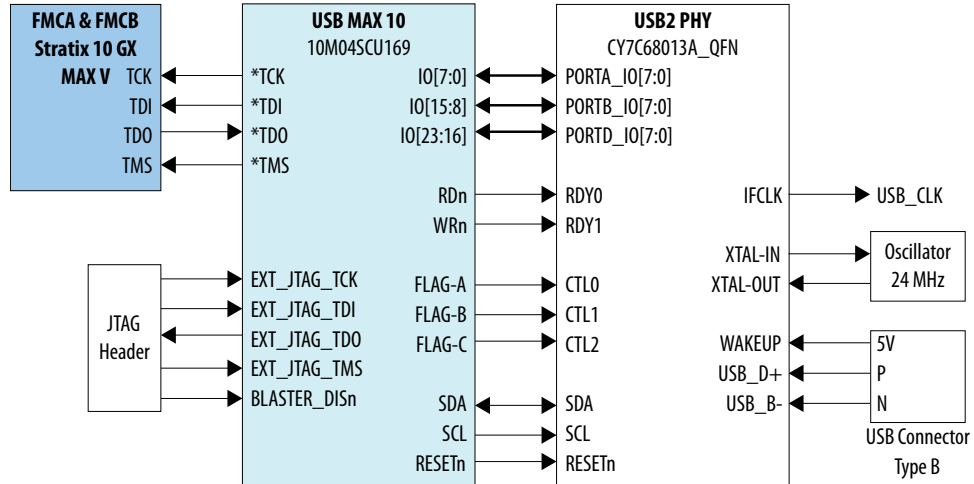 FMCA & FMCB
Stratix 10 GX
MAX V
TCK
TDI
TDO
TMS
USB MAX 10
10M04SCU169
*TCK
*TDI
*TDO
*TMS
IO[7:0]
IO[15:8]
IO[23:16]
RDn
WRn
EXT_JTAG_TCK
EXT_JTAG_TDI
EXT_JTAG_TDO
EXT_JTAG_TMS
BLASTER_DISn
FLAG-A
FLAG-B
FLAG-C
SDA
SCL
RESETn
JTAG
Header
USB2 PHY
CY7C68013A_QFN
PORTA_IO[7:0]
PORTB_IO[7:0]
PORTD_IO[7:0]
RDY0
RDY1
CTL0
CTL1
CTL2
SDA
SCL
RESETn
IFCLK
USB_CLK
XTAL-IN
XTAL-OUT
Oscillator
24 MHz
WAKEUP
USB_D+
USB_B-
5V
P
N
USB Connector
Type B